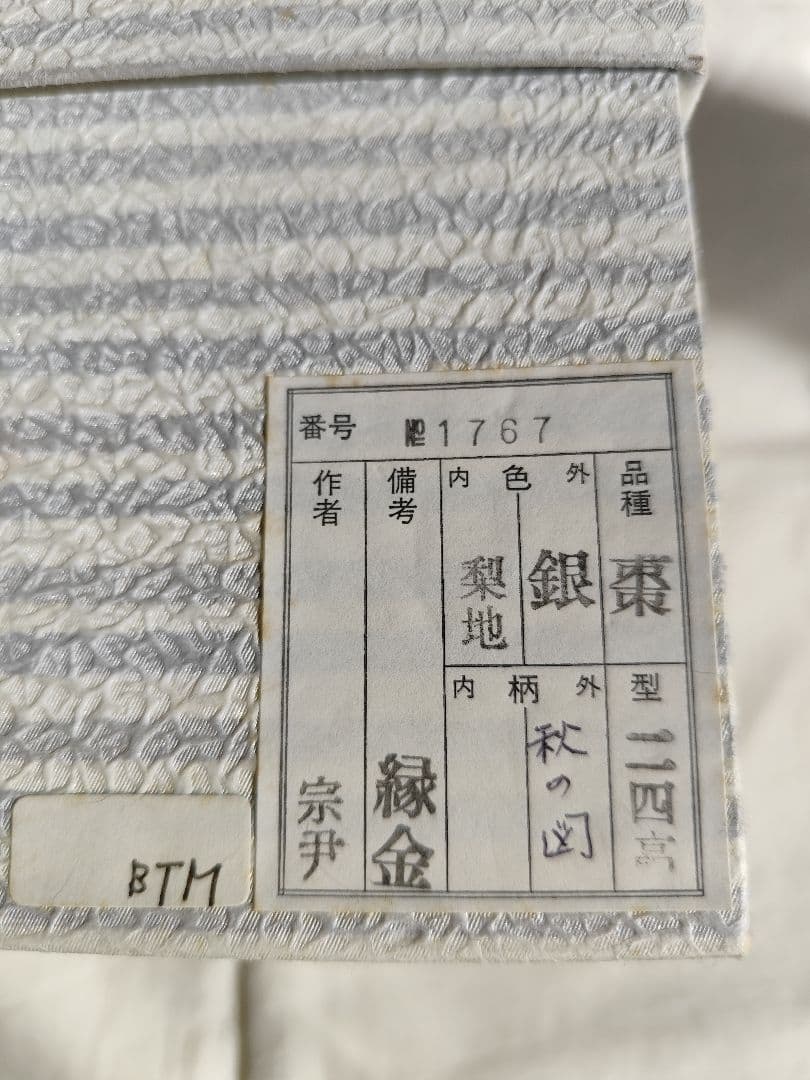 番号 №1767
品種 棗
型 二四高
色 外 銀
内 梨地
柄 外 秋の図
内
備考 縁金
作者 宗尹
BTM